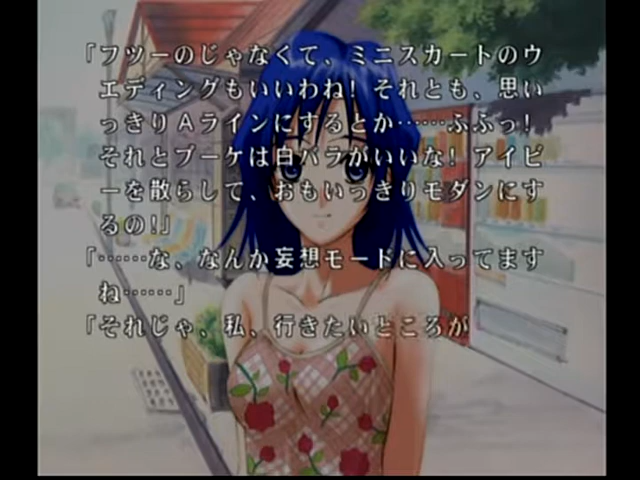 「フツーのじゃなくて、ミニスカートのウ
エディングもいいわね! それとも、思い
っきりＡラインにするとか……ふふっ!
それとブーケは白バラがいいな! アイビ
ーを散らして、おもいっきりモダンにす
るの!」
「……な、なんか妄想モードに入ってます
ね……」
「それじゃ、私、行きたいところが